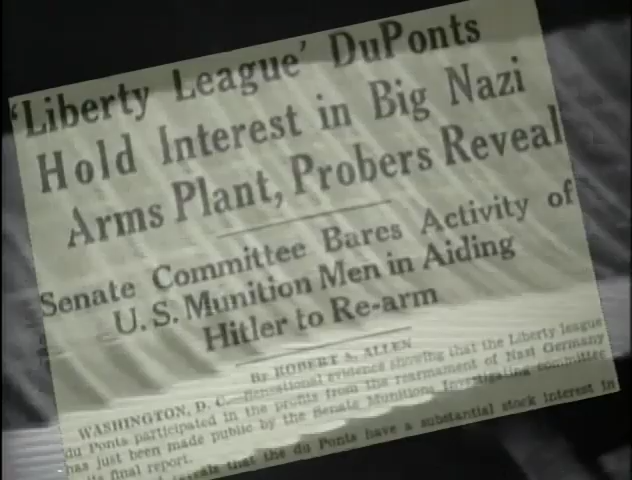 'Liberty League' DuPonts
Hold Interest in Big Nazi
Arms Plant, Probers Reveal
Senate Committee Bares Activity of
U. S. Munition Men in Aiding
Hitler to Re-arm
By ROBERT A. ALLEN
WASHINGTON, D. C.—Sensational evidence showing that the Liberty league
du Ponts participated in the profits from the rearmament of Nazi Germany
has just been made public by the Senate Munitions Investigating committee
final report.
that the du Ponts have a substantial stock interest in